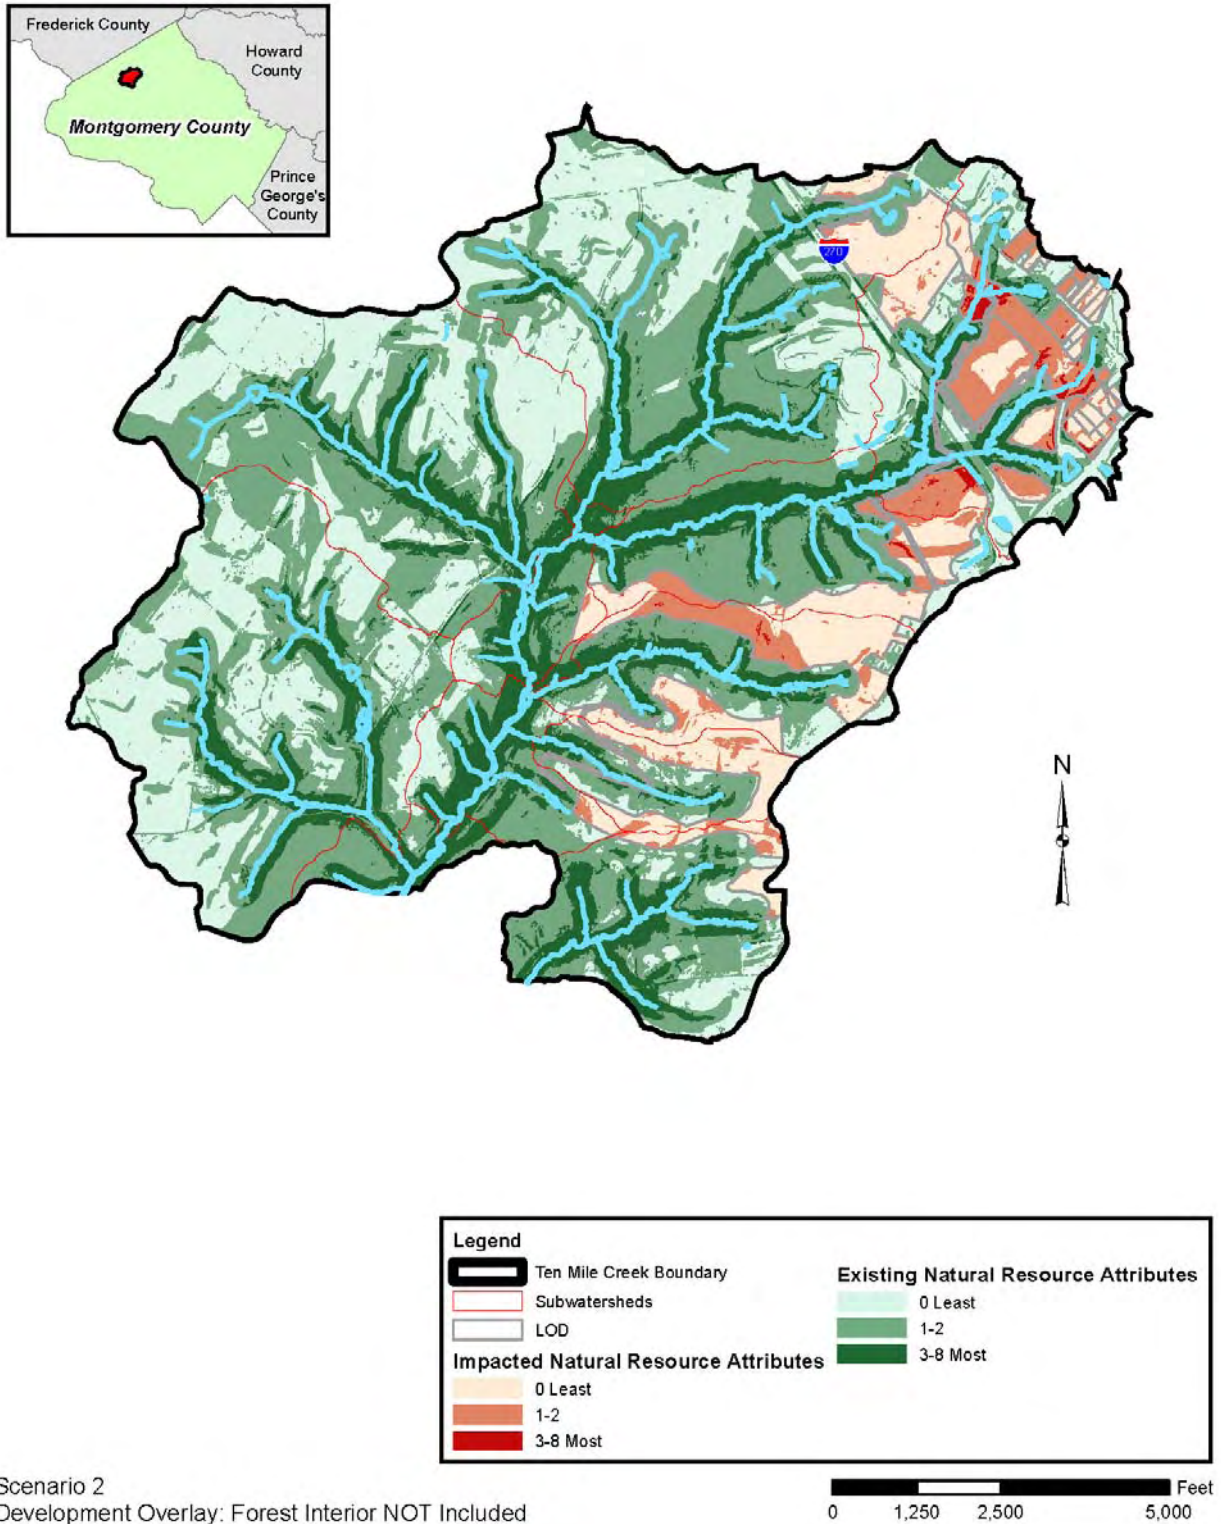 Frederick County
Howard
County
Montgomery County
Prince
George's
County
270
N
Legend
Ten Mile Creek Boundary
Subwatersheds
LOD
Impacted Natural Resource Attributes
0 Least
1-2
3-8 Most
Existing Natural Resource Attributes
0 Least
1-2
3-8 Most
Scenario 2
Development Overlay: Forest Interior NOT Included
Feet
0 1,250 2,500 5,000